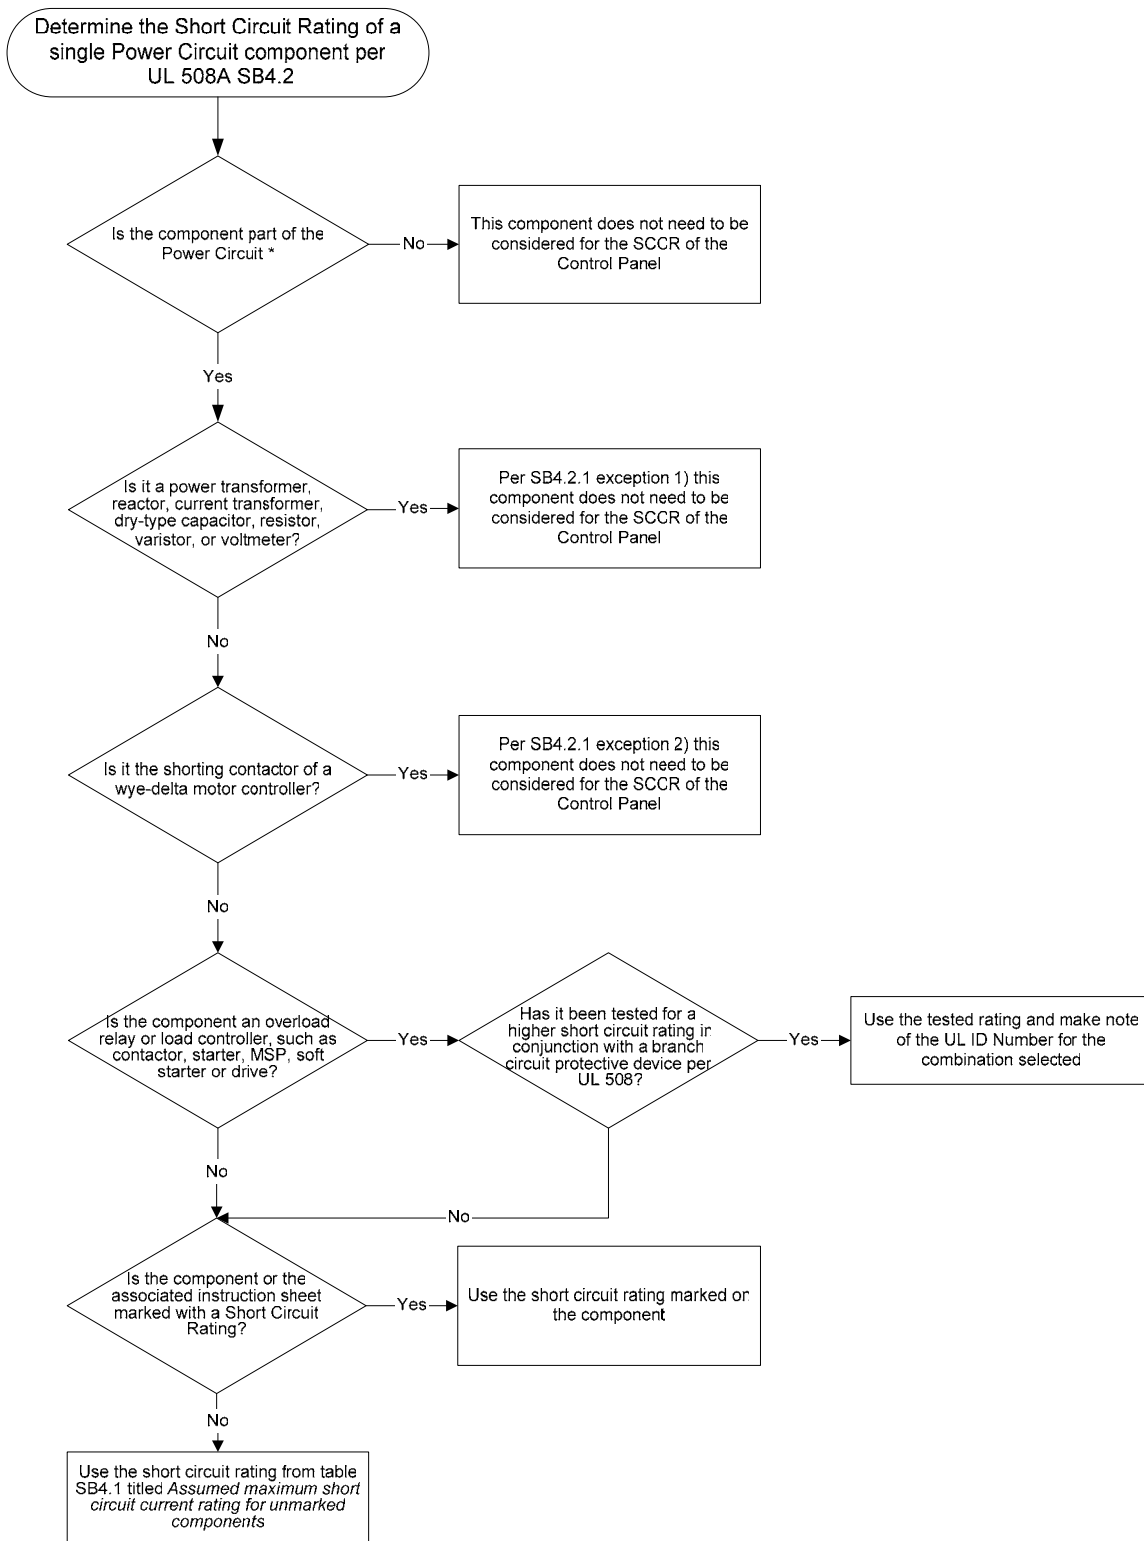 Determine the Short Circuit Rating of a
single Power Circuit component per
UL 508A SB4.2
Is the component part of the
Power Circuit *
No
This component does not need to be
considered for the SCCR of the
Control Panel
Yes
Is it a power transformer,
reactor, current transformer,
dry-type capacitor, resistor,
varistor, or voltmeter?
Yes
Per SB4.2.1 exception 1) this
component does not need to be
considered for the SCCR of the
Control Panel
No
Is it the shorting contactor of a
wye-delta motor controller?
Yes
Per SB4.2.1 exception 2) this
component does not need to be
considered for the SCCR of the
Control Panel
No
Is the component an overload
relay or load controller, such as
contactor, starter, MSP, soft
starter or drive?
Yes
Has it been tested for a
higher short circuit rating in
conjunction with a branch
circuit protective device per
UL 508?
Yes
Use the tested rating and make note
of the UL ID Number for the
combination selected
No
No
Is the component or the
associated instruction sheet
marked with a Short Circuit
Rating?
Yes
Use the short circuit rating marked on
the component
No
Use the short circuit rating from table
SB4.1 titled Assumed maximum short
circuit current rating for unmarked
components